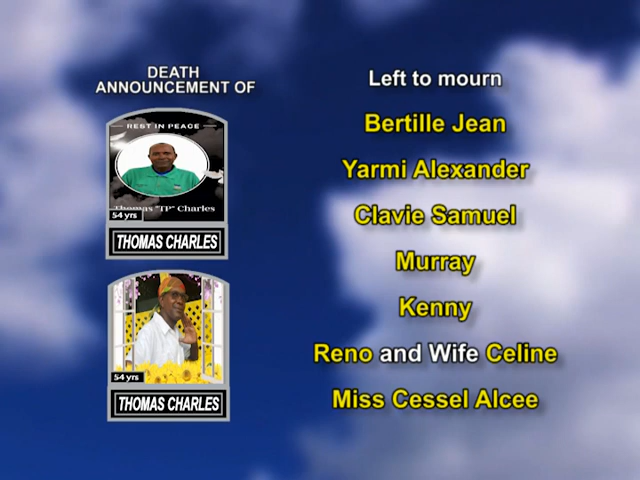 DEATH
ANNOUNCEMENT OF
REST IN PEACE
Thomas "TP" Charles
54 yrs
THOMAS CHARLES
54 yrs
THOMAS CHARLES
Left to mourn
Bertille Jean
Yarmi Alexander
Clavie Samuel
Murray
Kenny
Reno and Wife Celine
Miss Cessel Alcee